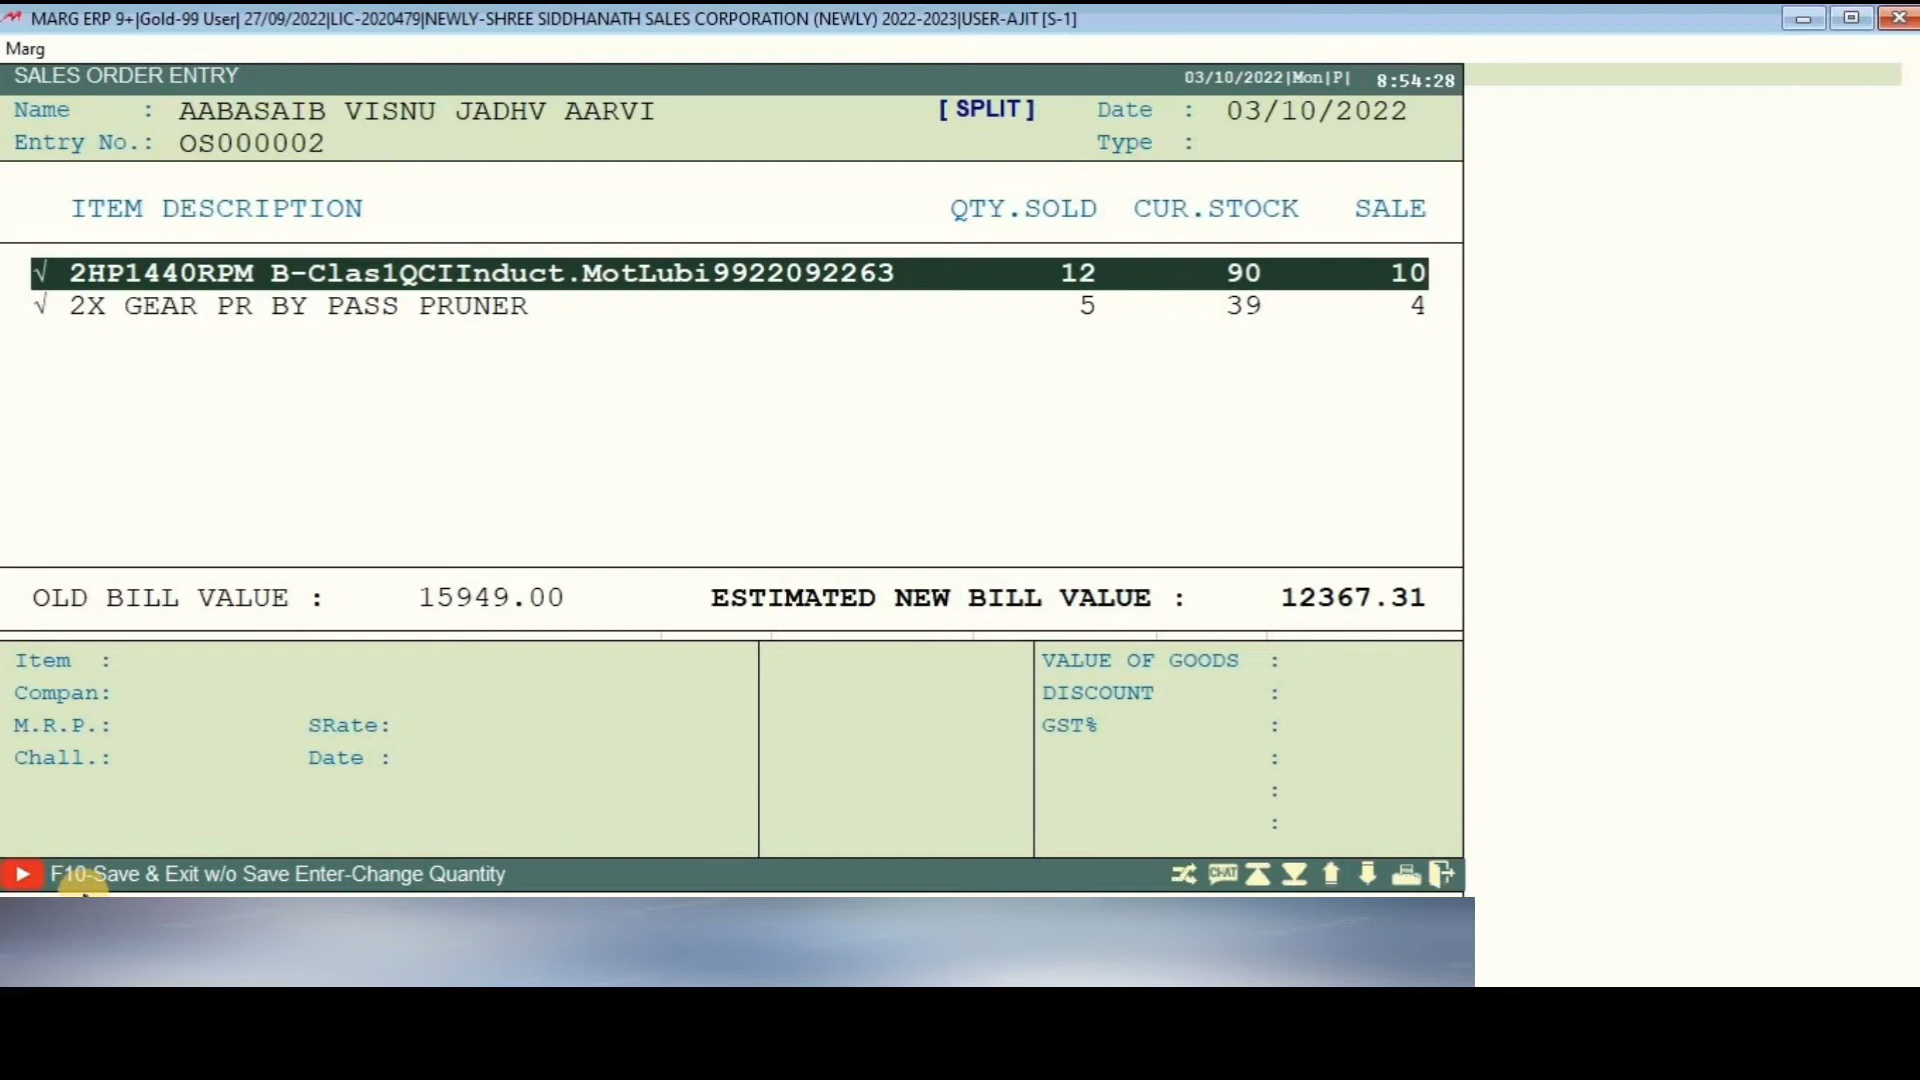 MARG ERP 9+|Gold-99 User| 27/09/2022|LIC-2020479|NEWLY-SHREE SIDDHANATH SALES CORPORATION (NEWLY) 2022-2023|USER-AJIT [S-1]
Marg
SALES ORDER ENTRY 03/10/2022|Mon|P| 8:54:28
Name : AABASAIB VISNU JADHV AARVI [ SPLIT ] Date : 03/10/2022
Entry No.: OS000002 Type :
ITEM DESCRIPTION QTY.SOLD CUR.STOCK SALE
√ 2HP1440RPM B-Clas1QCIInduct.MotLubi9922092263 12 90 10
√ 2X GEAR PR BY PASS PRUNER 5 39 4
OLD BILL VALUE : 15949.00 ESTIMATED NEW BILL VALUE : 12367.31
Item : VALUE OF GOODS :
Compan: DISCOUNT :
M.R.P.: SRate: GST% :
Chall.: Date : :
:
:
F10-Save & Exit w/o Save Enter-Change Quantity CHAT